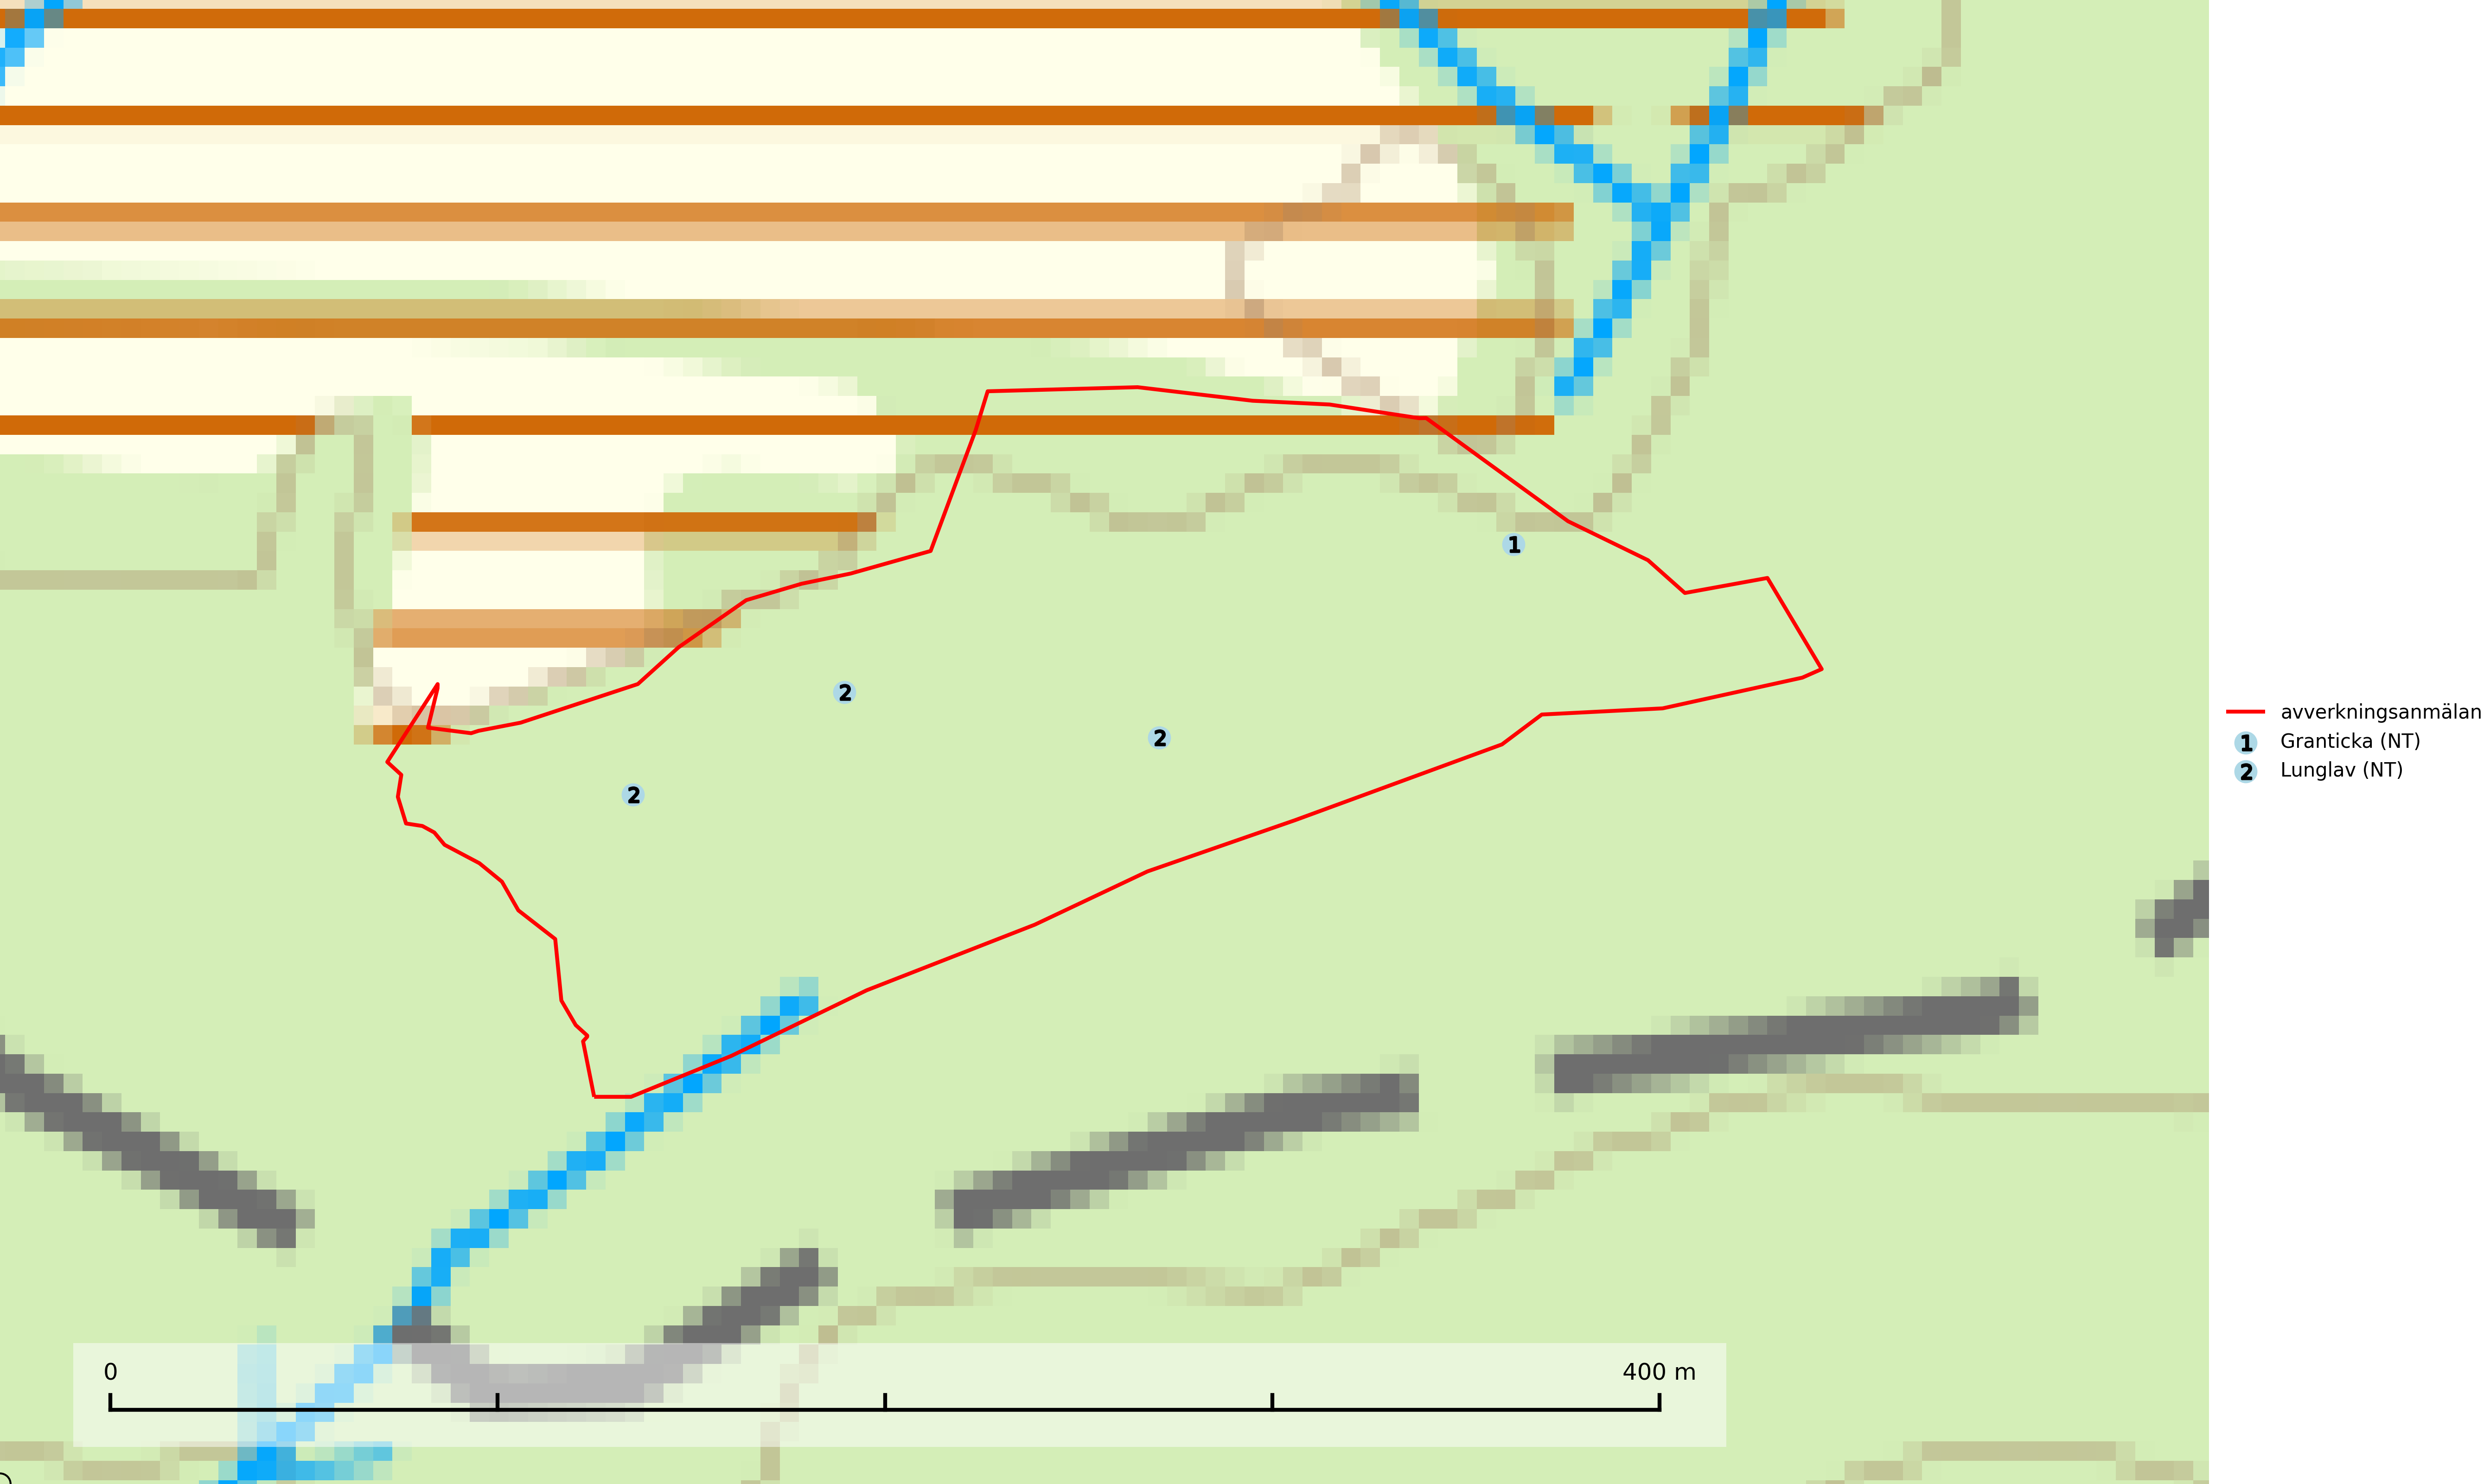 1
2
2
2
avverkningsanmälan
1 Granticka (NT)
2 Lunglav (NT)
0 400 m